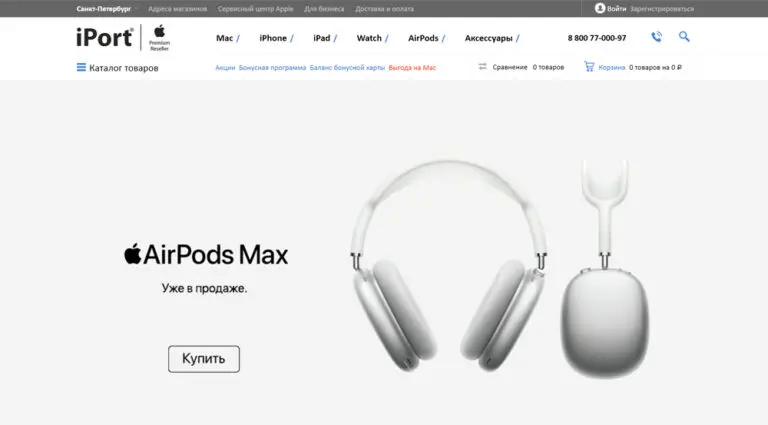 Санкт-Петербург Адреса магазинов Сервисный центр Apple Для бизнеса Доставка и оплата Войти Зарегистрироваться
iPort Premium Reseller Mac / iPhone / iPad / Watch / AirPods / Аксессуары / 8 800 77-000-97
Каталог товаров Акции Бонусная программа Баланс бонусной карты Выгода на Mac Сравнение 0 товаров Корзина 0 товаров на 0 ₽
AirPods Max
Уже в продаже.
Купить